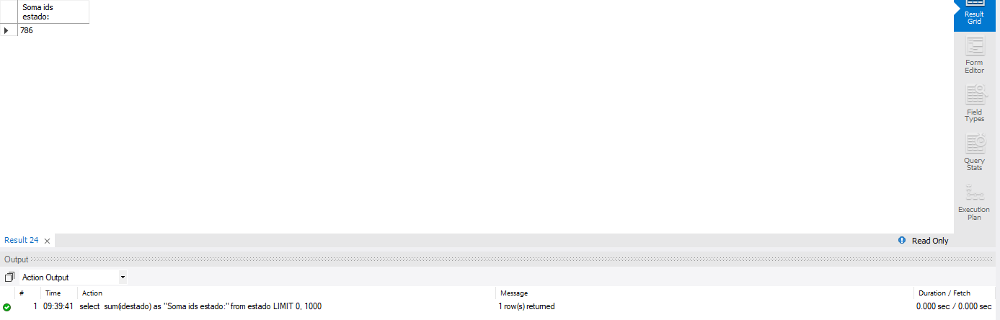 Soma ids
estado:
786
Result
Grid
Form
Editor
Field
Types
Query
Stats
Execution
Plan
Result 24
Read Only
Output
Action Output
# Time Action Message Duration / Fetch
1 09:39:41 select sum(idestado) as "Soma ids estado:" from estado LIMIT 0, 1000 1 row(s) returned 0.000 sec / 0.000 sec